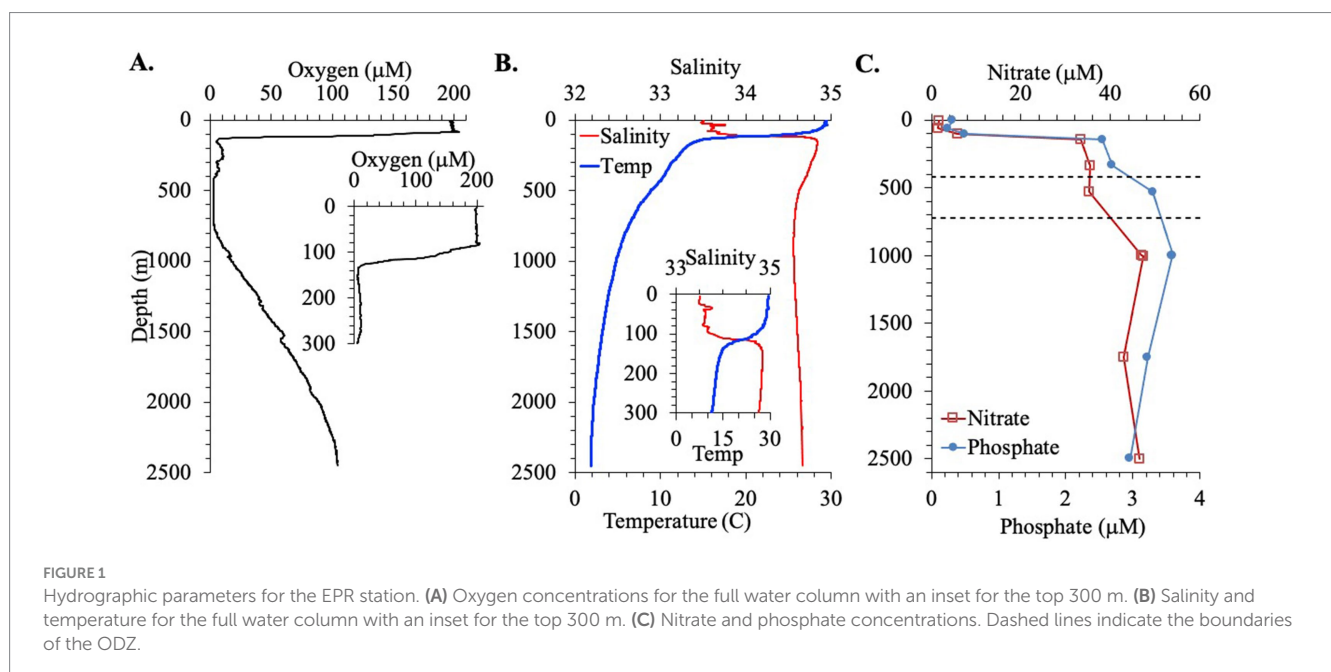 A.
Oxygen (μM)
0 50 100 150 200
0
500
1000
1500
2000
2500
Depth (m)
Oxygen (μM)
0 100 200
0
100
200
300
B.
Salinity
32 33 34 35
0
500
1000
1500
2000
2500
Salinity
Temp
33 Salinity 35
0
100
200
300
0 15 30
Temp
0 10 20 30
Temperature (C)
C.
Nitrate (μM)
0 20 40 60
0
500
1000
1500
2000
2500
Nitrate
Phosphate
0 1 2 3 4
Phosphate (μM)
FIGURE 1
Hydrographic parameters for the EPR station. (A) Oxygen concentrations for the full water column with an inset for the top 300 m. (B) Salinity and
temperature for the full water column with an inset for the top 300 m. (C) Nitrate and phosphate concentrations. Dashed lines indicate the boundaries
of the ODZ.